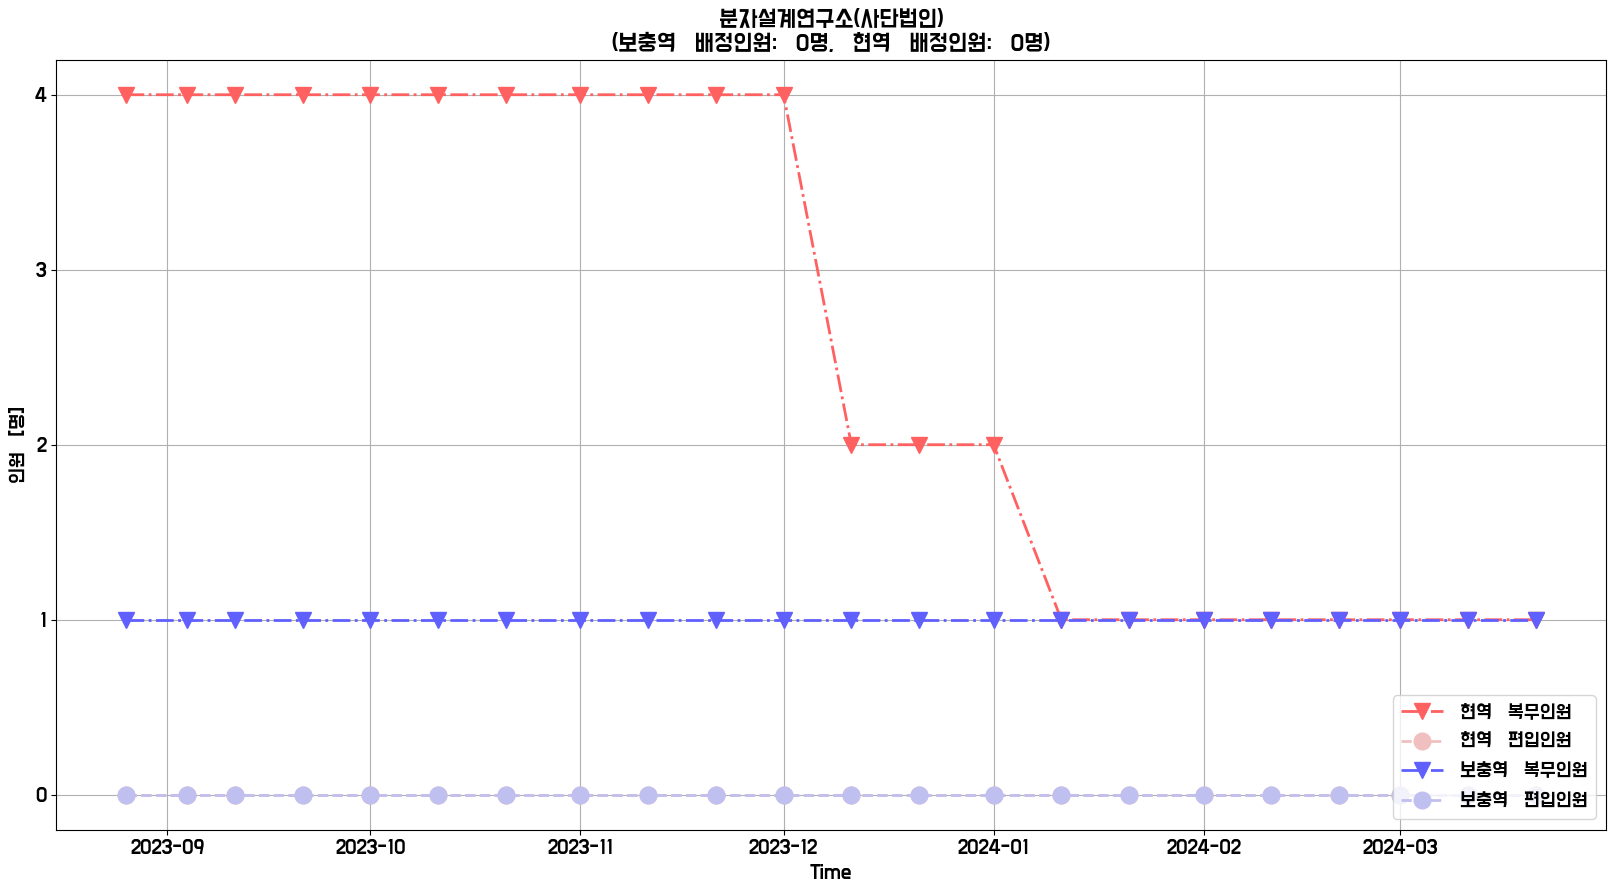 분자설계연구소(사단법인)
(보충역 배정인원: 0명, 현역 배정인원: 0명)
4
3
2
1
0
인원 [명]
2023-09 2023-10 2023-11 2023-12 2024-01 2024-02 2024-03
Time
현역 복무인원
현역 편입인원
보충역 복무인원
보충역 편입인원